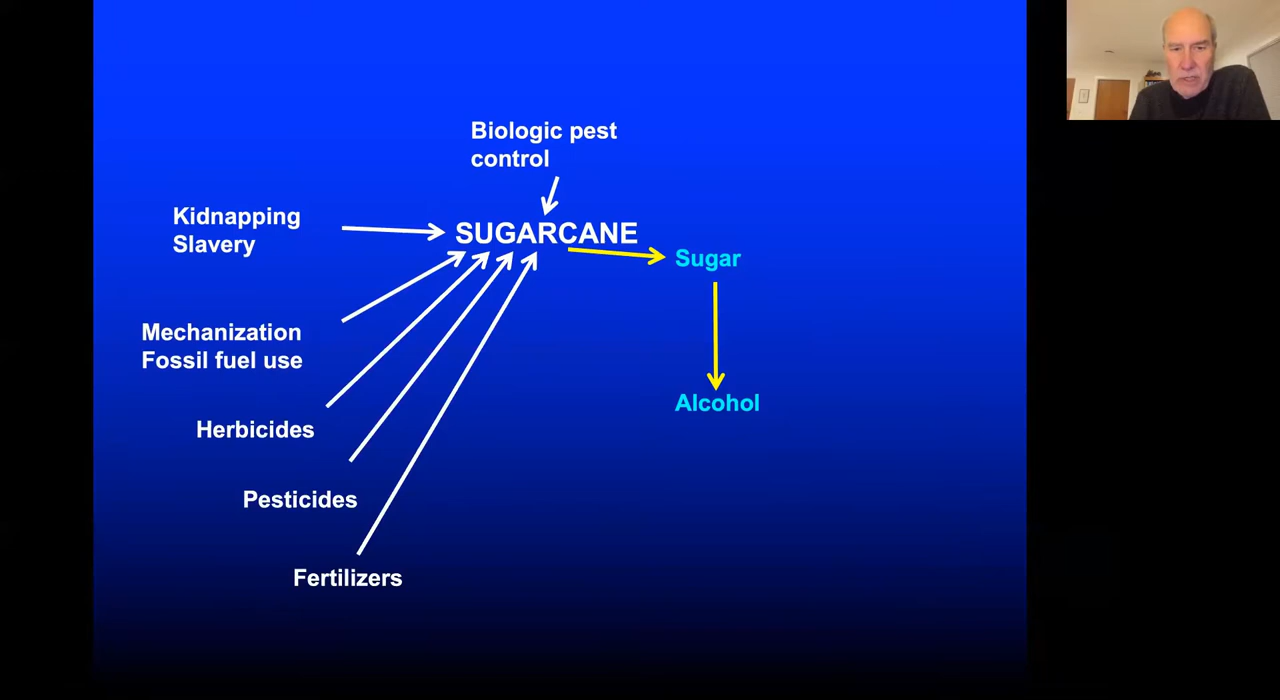 Biologic pest
control
Kidnapping
Slavery
SUGARCANE
Sugar
Mechanization
Fossil fuel use
Alcohol
Herbicides
Pesticides
Fertilizers